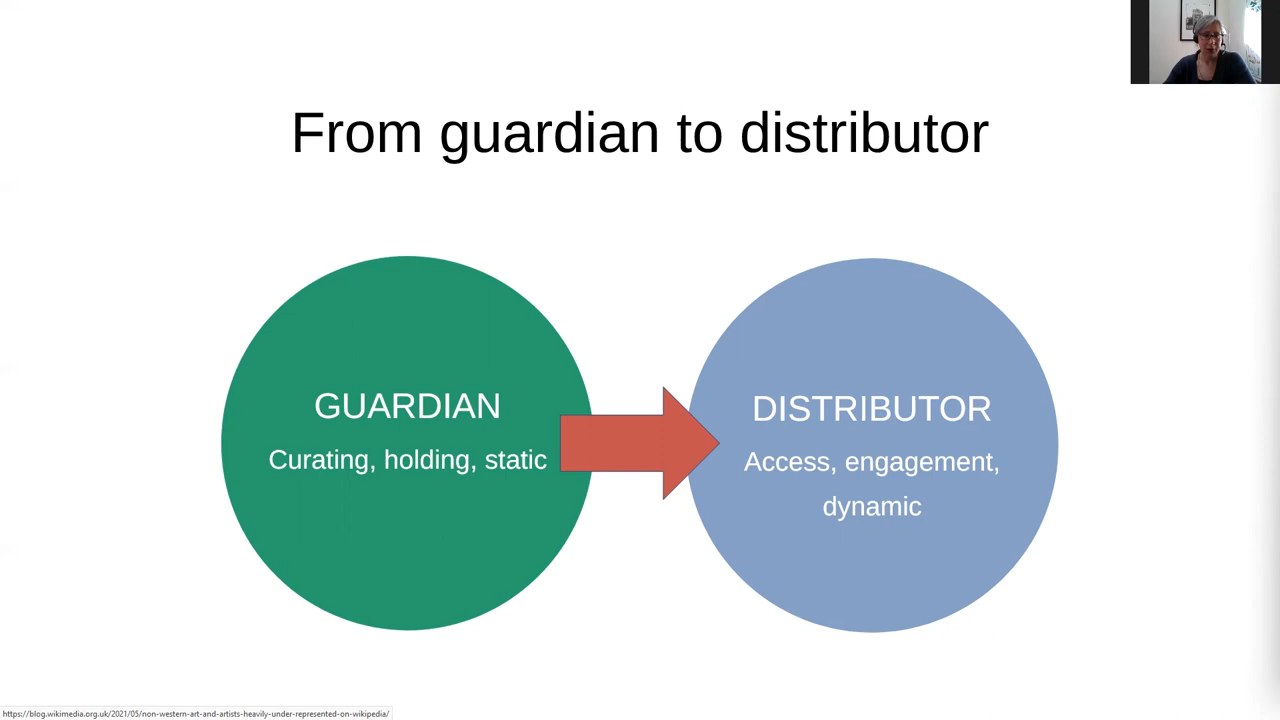 From guardian to distributor
GUARDIAN
Curating, holding, static
DISTRIBUTOR
Access, engagement,
dynamic
https://blog.wikimedia.org.uk/2021/05/non-western-art-and-artists-heavily-under-represented-on-wikipedia/